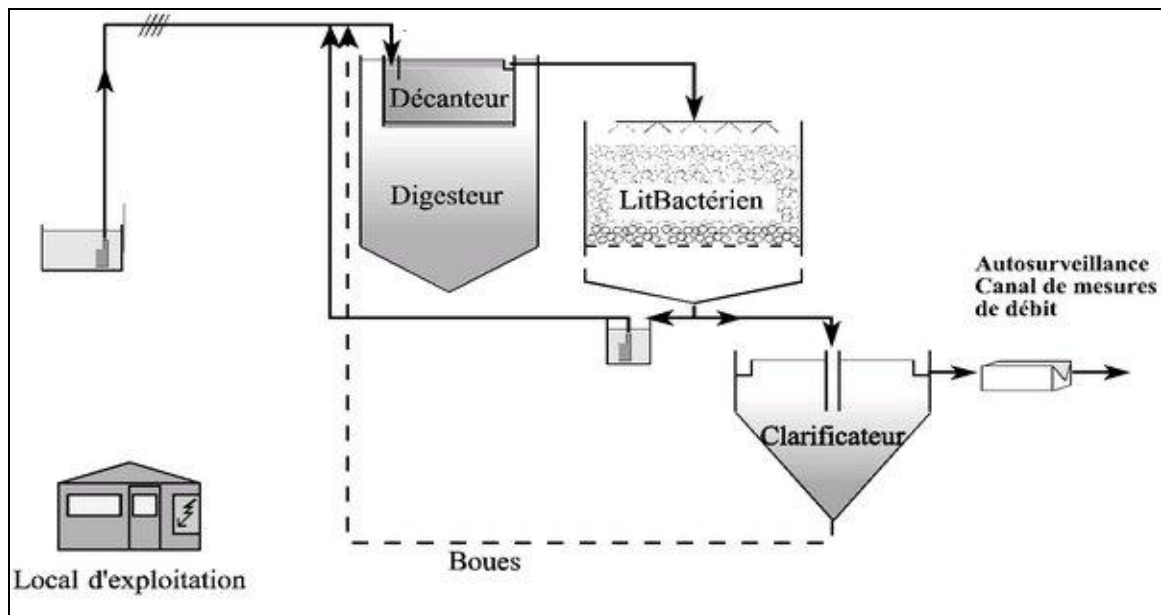 Décanteur
Digesteur
LitBactérien
Autosurveillance
Canal de mesures
de débit
Clarificateur
Boues
Local d'exploitation